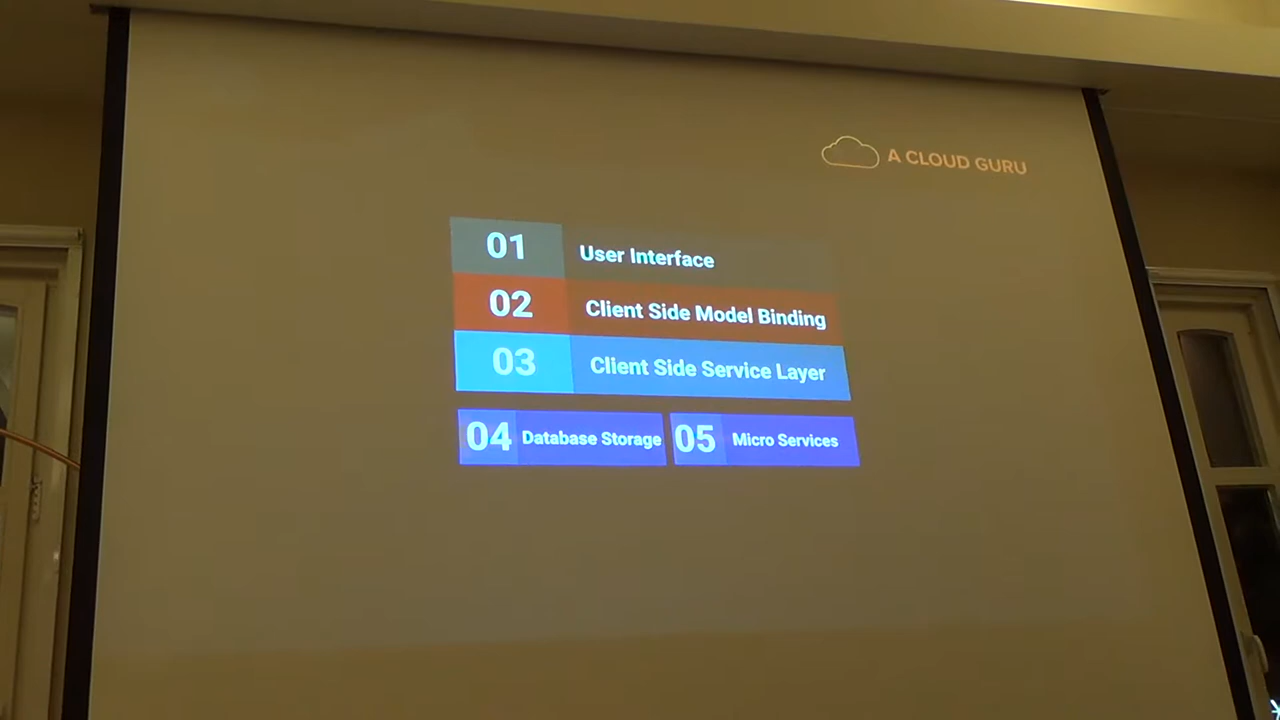 A CLOUD GURU
01 User Interface
02 Client Side Model Binding
03 Client Side Service Layer
04 Database Storage 05 Micro Services